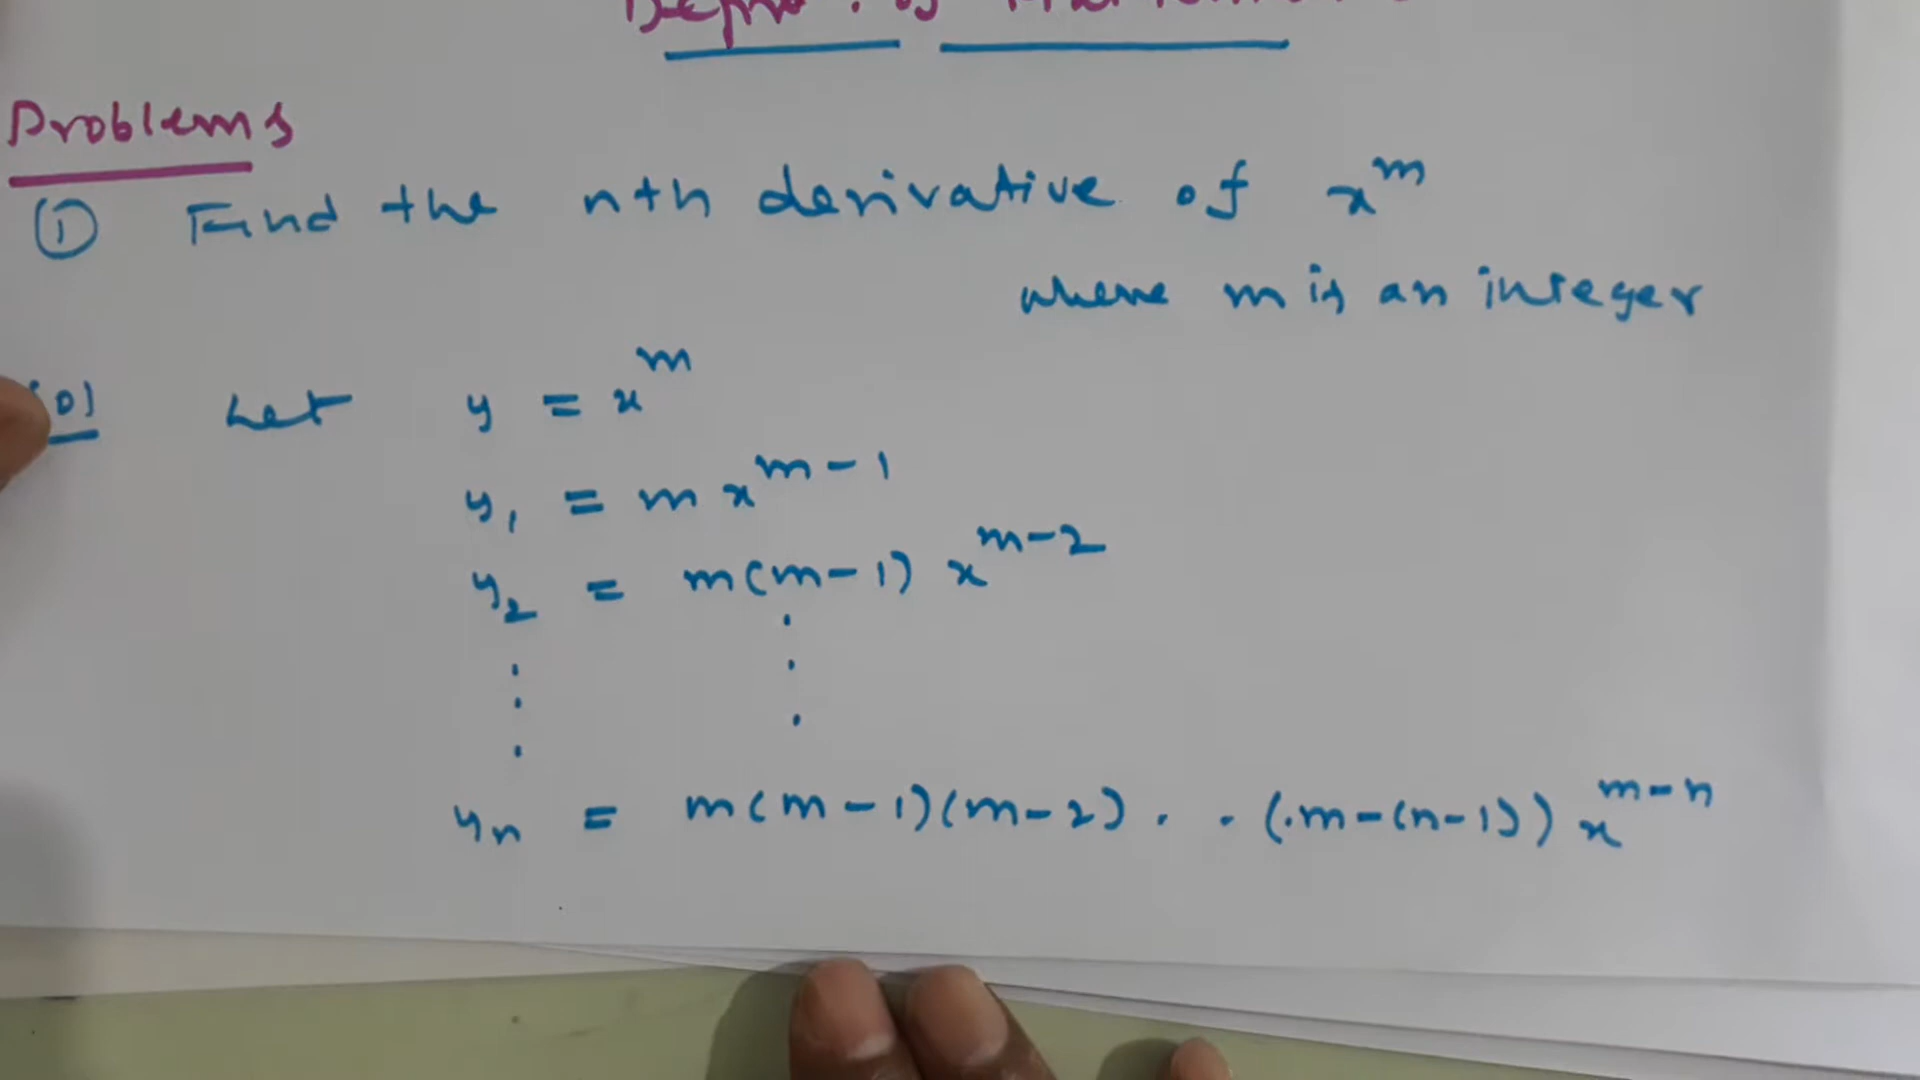 Problems
① Find the nth derivative of x^m
where m is an integer
Let y = x^m
y₁ = m x^{m-1}
y₂ = m(m-1) x^{m-2}
. .
. .
. .
yₙ = m(m-1)(m-2) . . (m-(n-1)) x^{m-n}